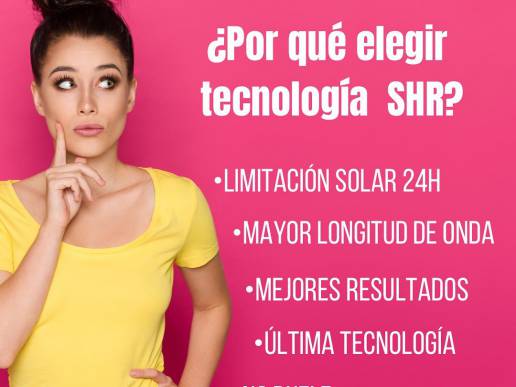 ¿Por qué elegir
tecnología SHR?
•LIMITACIÓN SOLAR 24H
•MAYOR LONGITUD DE ONDA
•MEJORES RESULTADOS
•ÚLTIMA TECNOLOGÍA